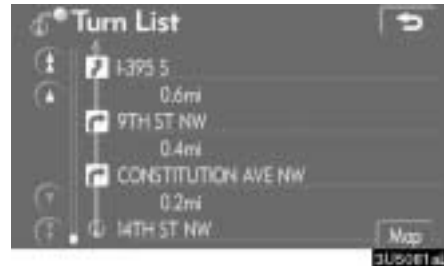 Turn List
I-395 S
0.6mi
9TH ST NW
0.4mi
CONSTITUTION AVE NW
0.2mi
14TH ST NW
Map